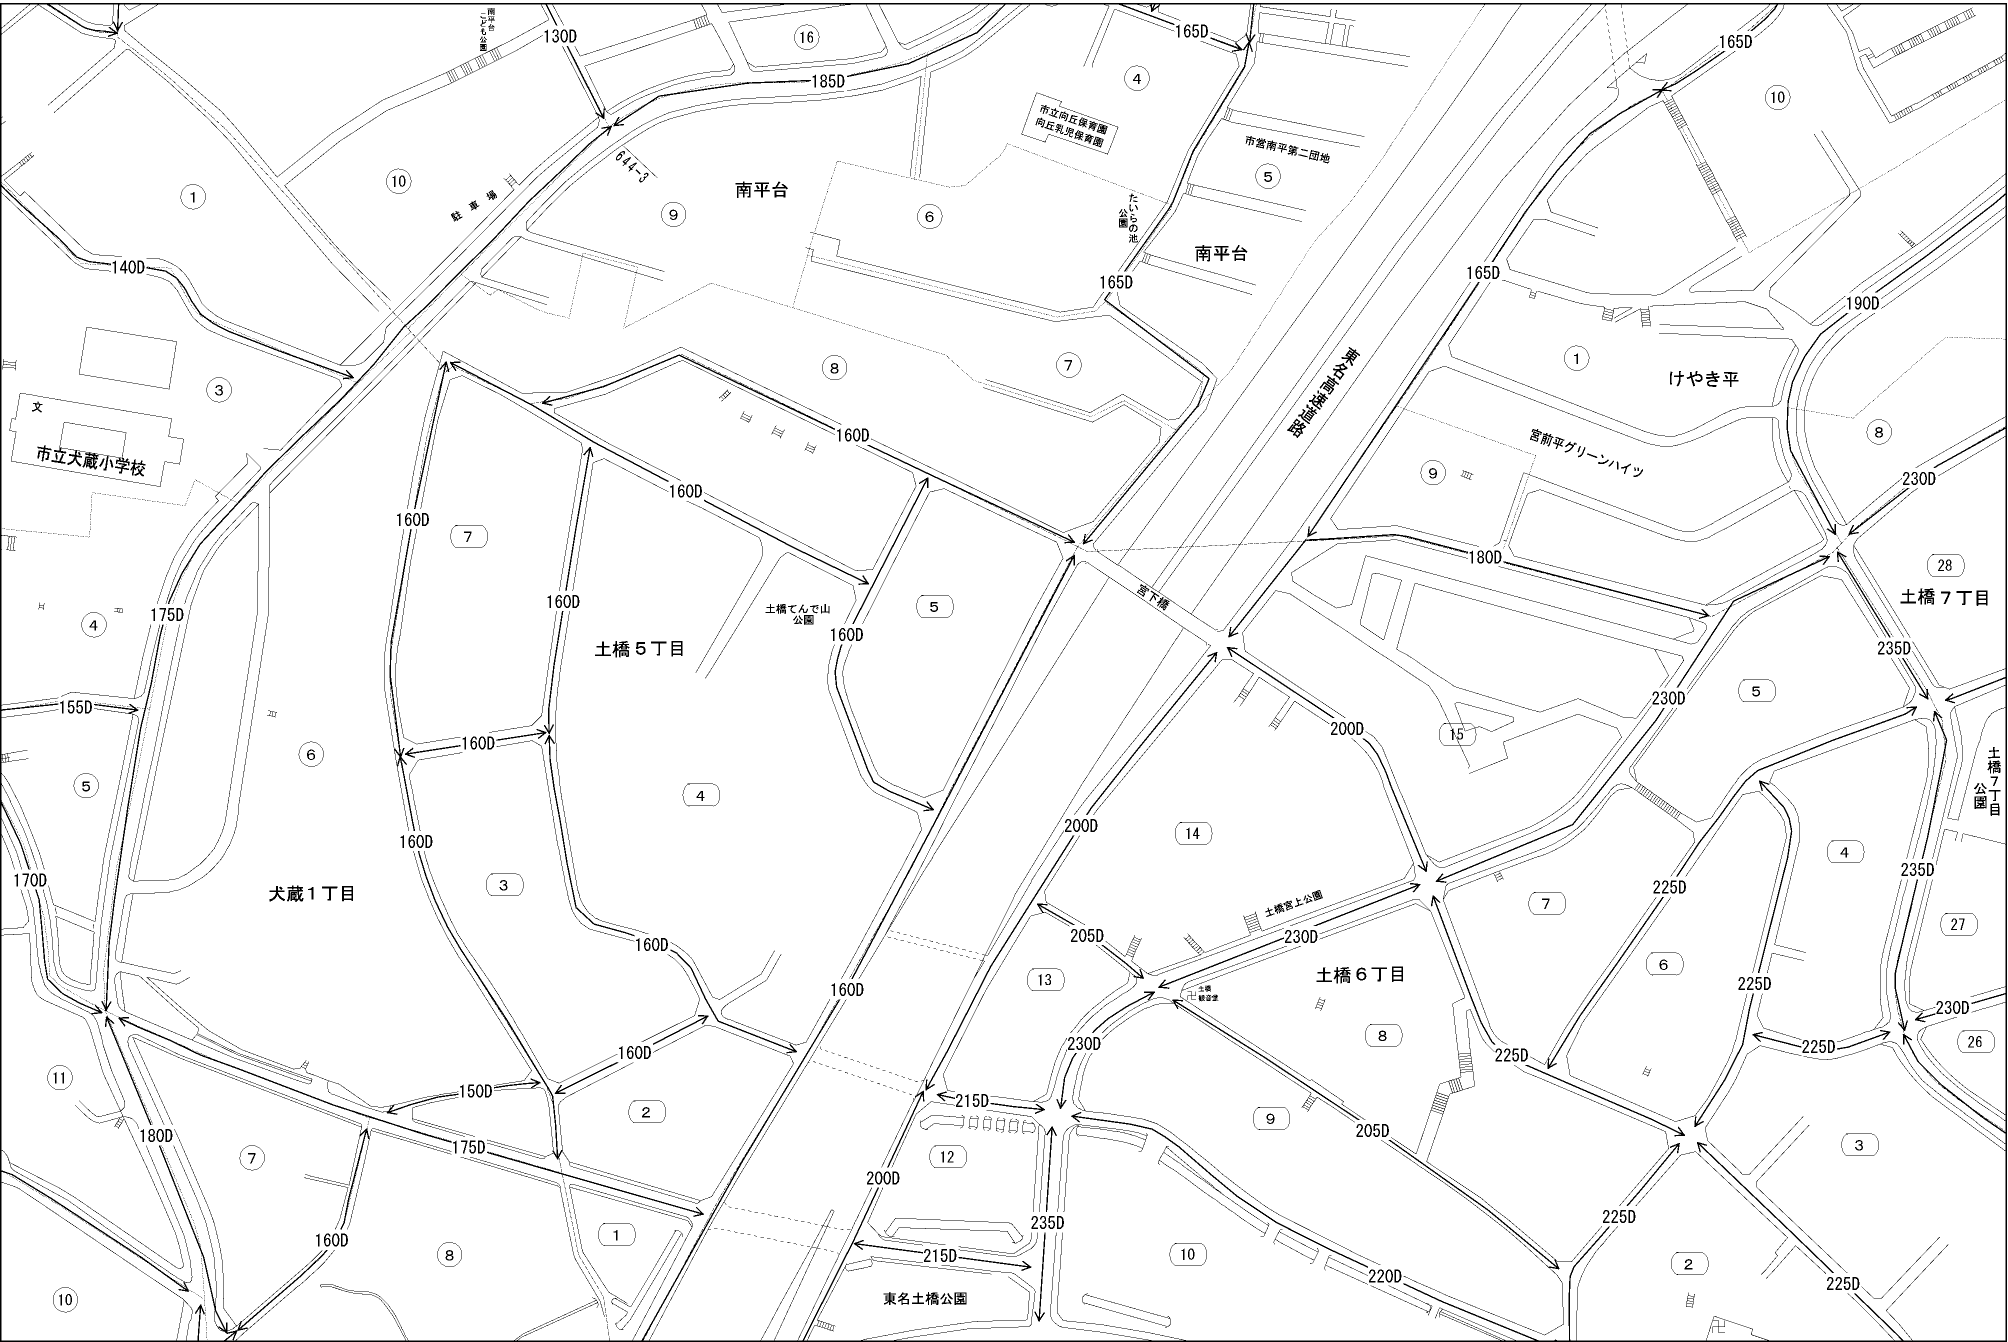 130D
南平台
こども公園
16
165D
165D
185D
4
10
市立向丘保育園
向丘乳児保育園
644-3
10
1
南平台
市営南平第二団地
5
駐車場
9
6
たいらの池
公園
南平台
140D
165D
165D
190D
東名高速道路
8
7
1
けやき平
3
文
市立犬蔵小学校
160D
宮前平グリーンハイツ
8
9
160D
230D
160D
7
180D
28
土橋7丁目
宮下橋
160D
土橋てんで山
公園
5
175D
4
160D
土橋5丁目
235D
5
230D
155D
160D
200D
15
6
土橋7丁目
公園
5
4
200D
14
160D
4
170D
3
犬蔵1丁目
225D
235D
7
土橋宮上公園
205D
230D
27
160D
土橋6丁目
6
13
160D
土橋
観音堂
225D
230D
8
230D
160D
225D
225D
26
11
150D
2
215D
9
205D
180D
175D
7
12
3
200D
235D
225D
1
160D
8
215D
10
220D
2
225D
10
東名土橋公園